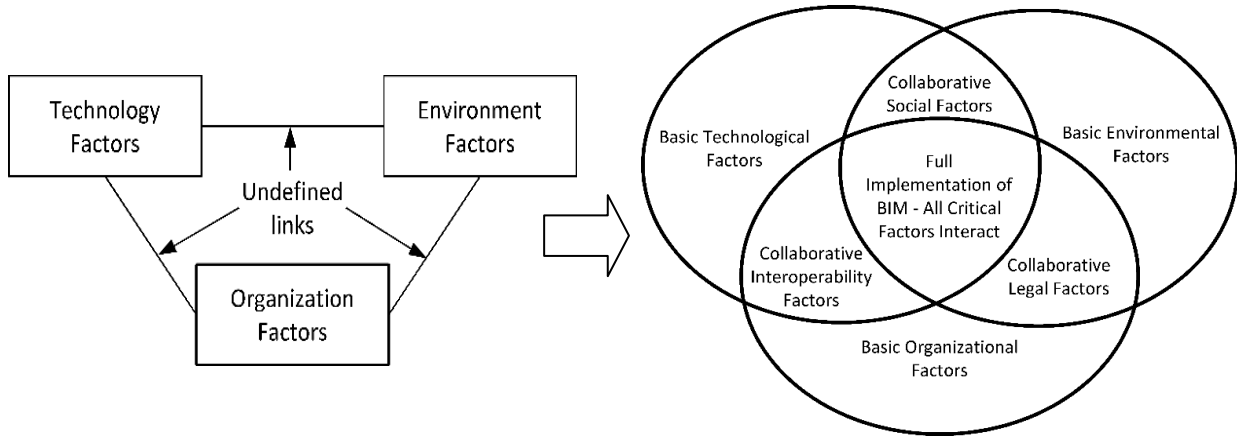 Technology
Factors
Environment
Factors
Undefined
links
Organization
Factors
Collaborative
Social Factors
Basic Technological
Factors
Basic Environmental
Factors
Full
Implementation of
BIM - All Critical
Factors Interact
Collaborative
Interoperability
Factors
Collaborative
Legal Factors
Basic Organizational
Factors